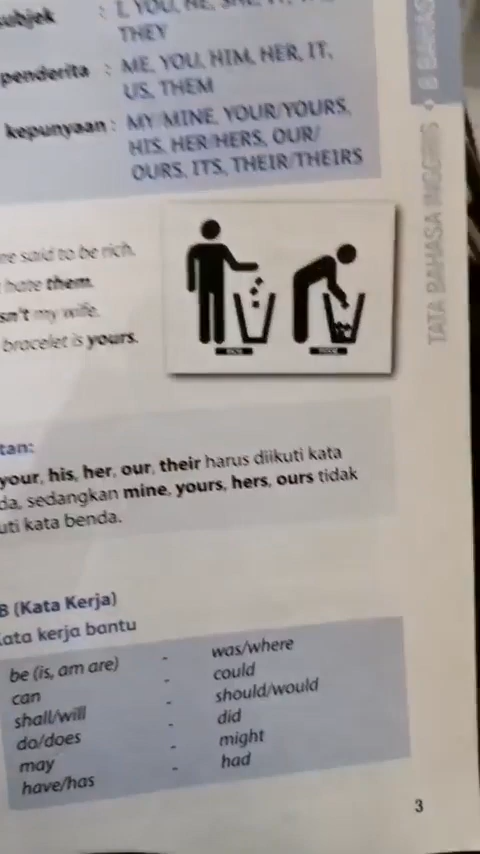 subjek : I, YOU, HE, SHE, IT,
THEY
penderita : ME, YOU, HIM, HER, IT,
US, THEM
kepunyaan : MY/MINE, YOUR/YOURS,
HIS, HER/HERS, OUR/
OURS, ITS, THEIR/THEIRS
said to be rich.
hate them.
sn't my wife.
bracelet is yours.
tan:
your, his, her, our, their harus diikuti kata
da, sedangkan mine, yours, hers, ours tidak
uti kata benda.
B (Kata Kerja)
Kata kerja bantu
be (is, am are) - was/where
can - could
shall/will - should/would
do/does - did
may - might
have/has - had
3
TATA BAHASA INGGRIS • 8 BAHASA